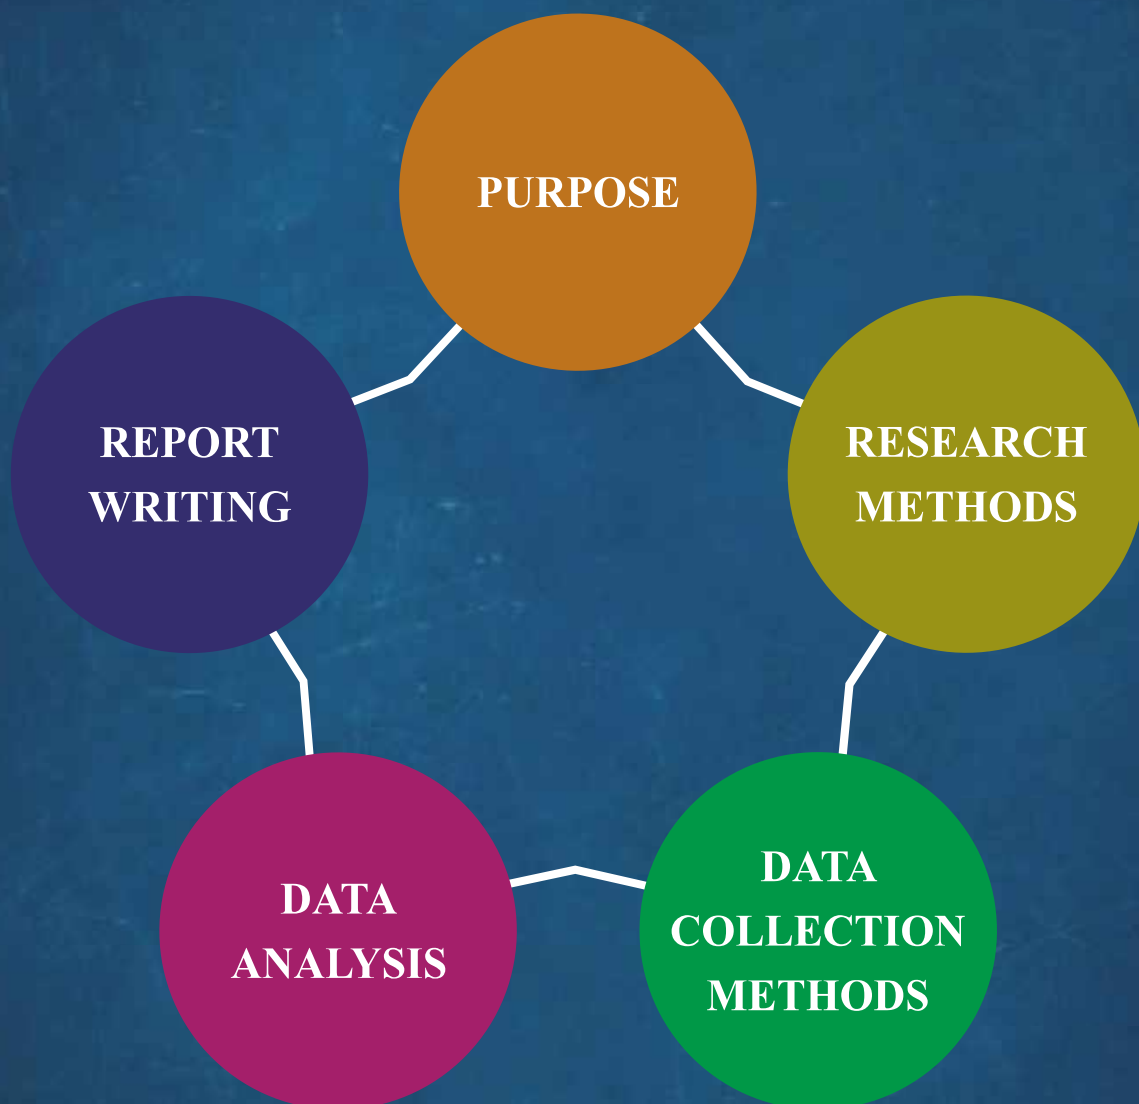 PURPOSE
RESEARCH
METHODS
DATA
COLLECTION
METHODS
DATA
ANALYSIS
REPORT
WRITING